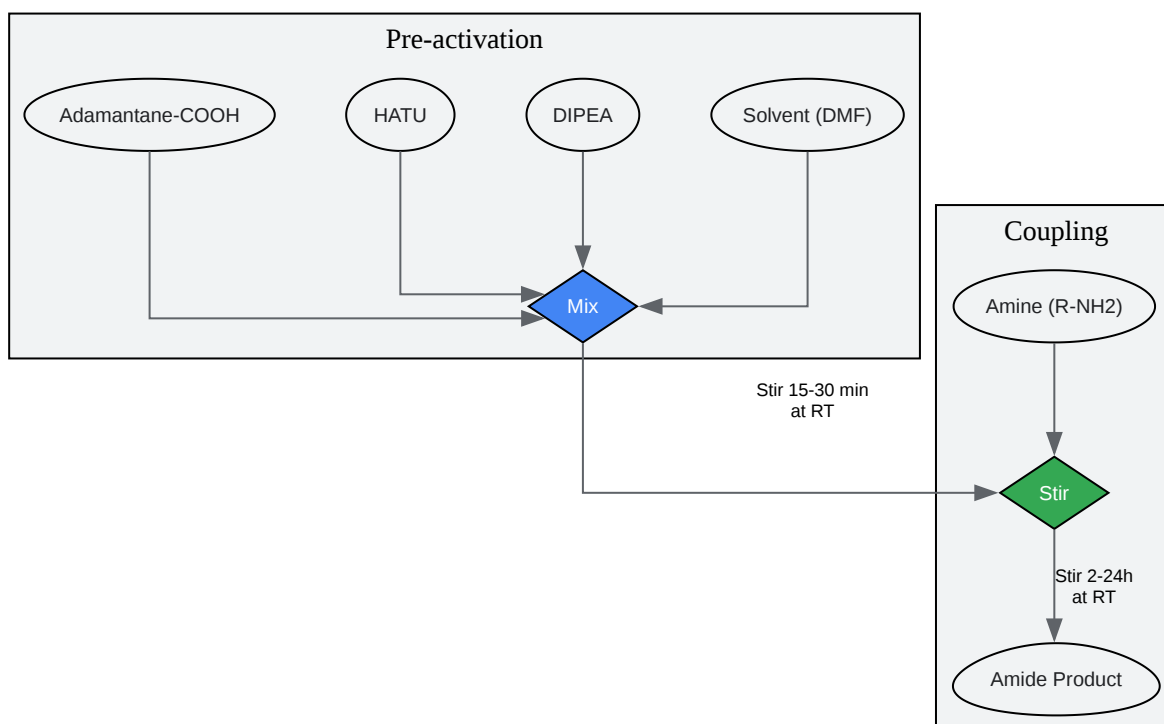 Pre-activation
Adamantane-COOH
HATU
DIPEA
Solvent (DMF)
Mix
Stir 15-30 min
at RT
Coupling
Amine (R-NH2)
Stir
Stir 2-24h
at RT
Amide Product